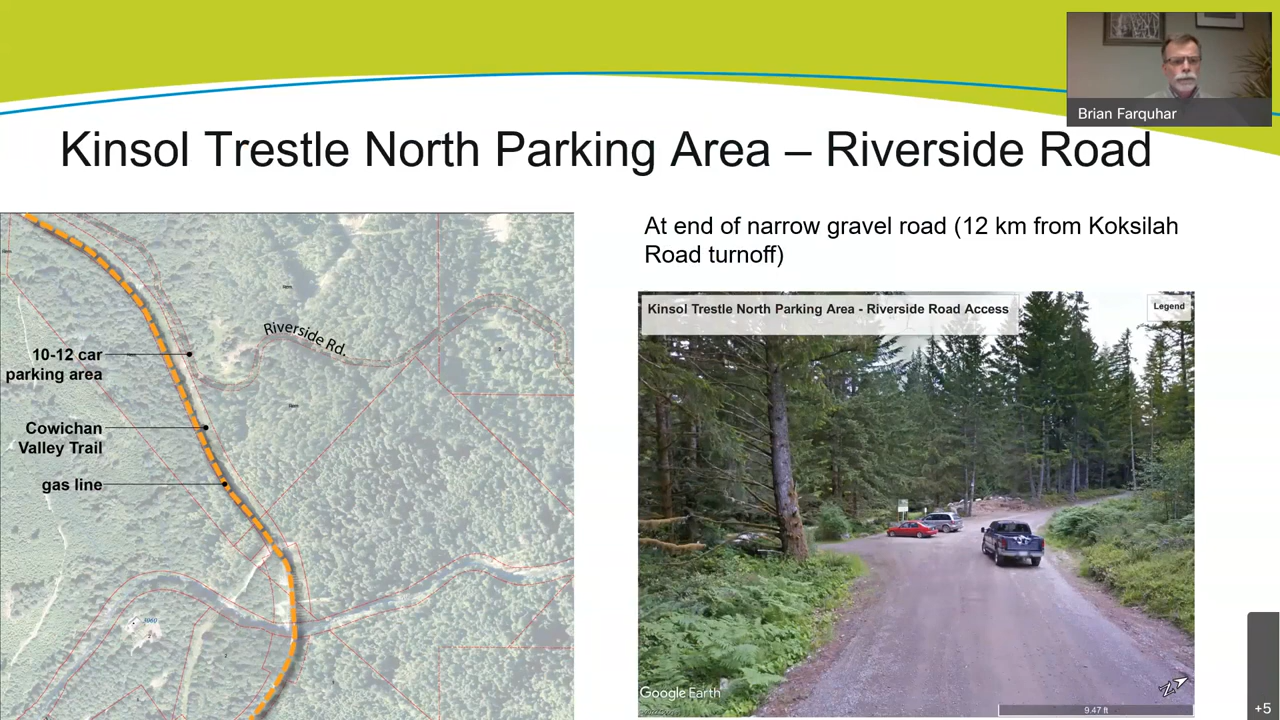 Brian Farquhar
Kinsol Trestle North Parking Area – Riverside Road
At end of narrow gravel road (12 km from Koksilah
Road turnoff)
Riverside Rd.
10-12 car
parking area
Cowichan
Valley Trail
gas line
Kinsol Trestle North Parking Area - Riverside Road Access
Legend
Google Earth
N
9.47 ft
+5